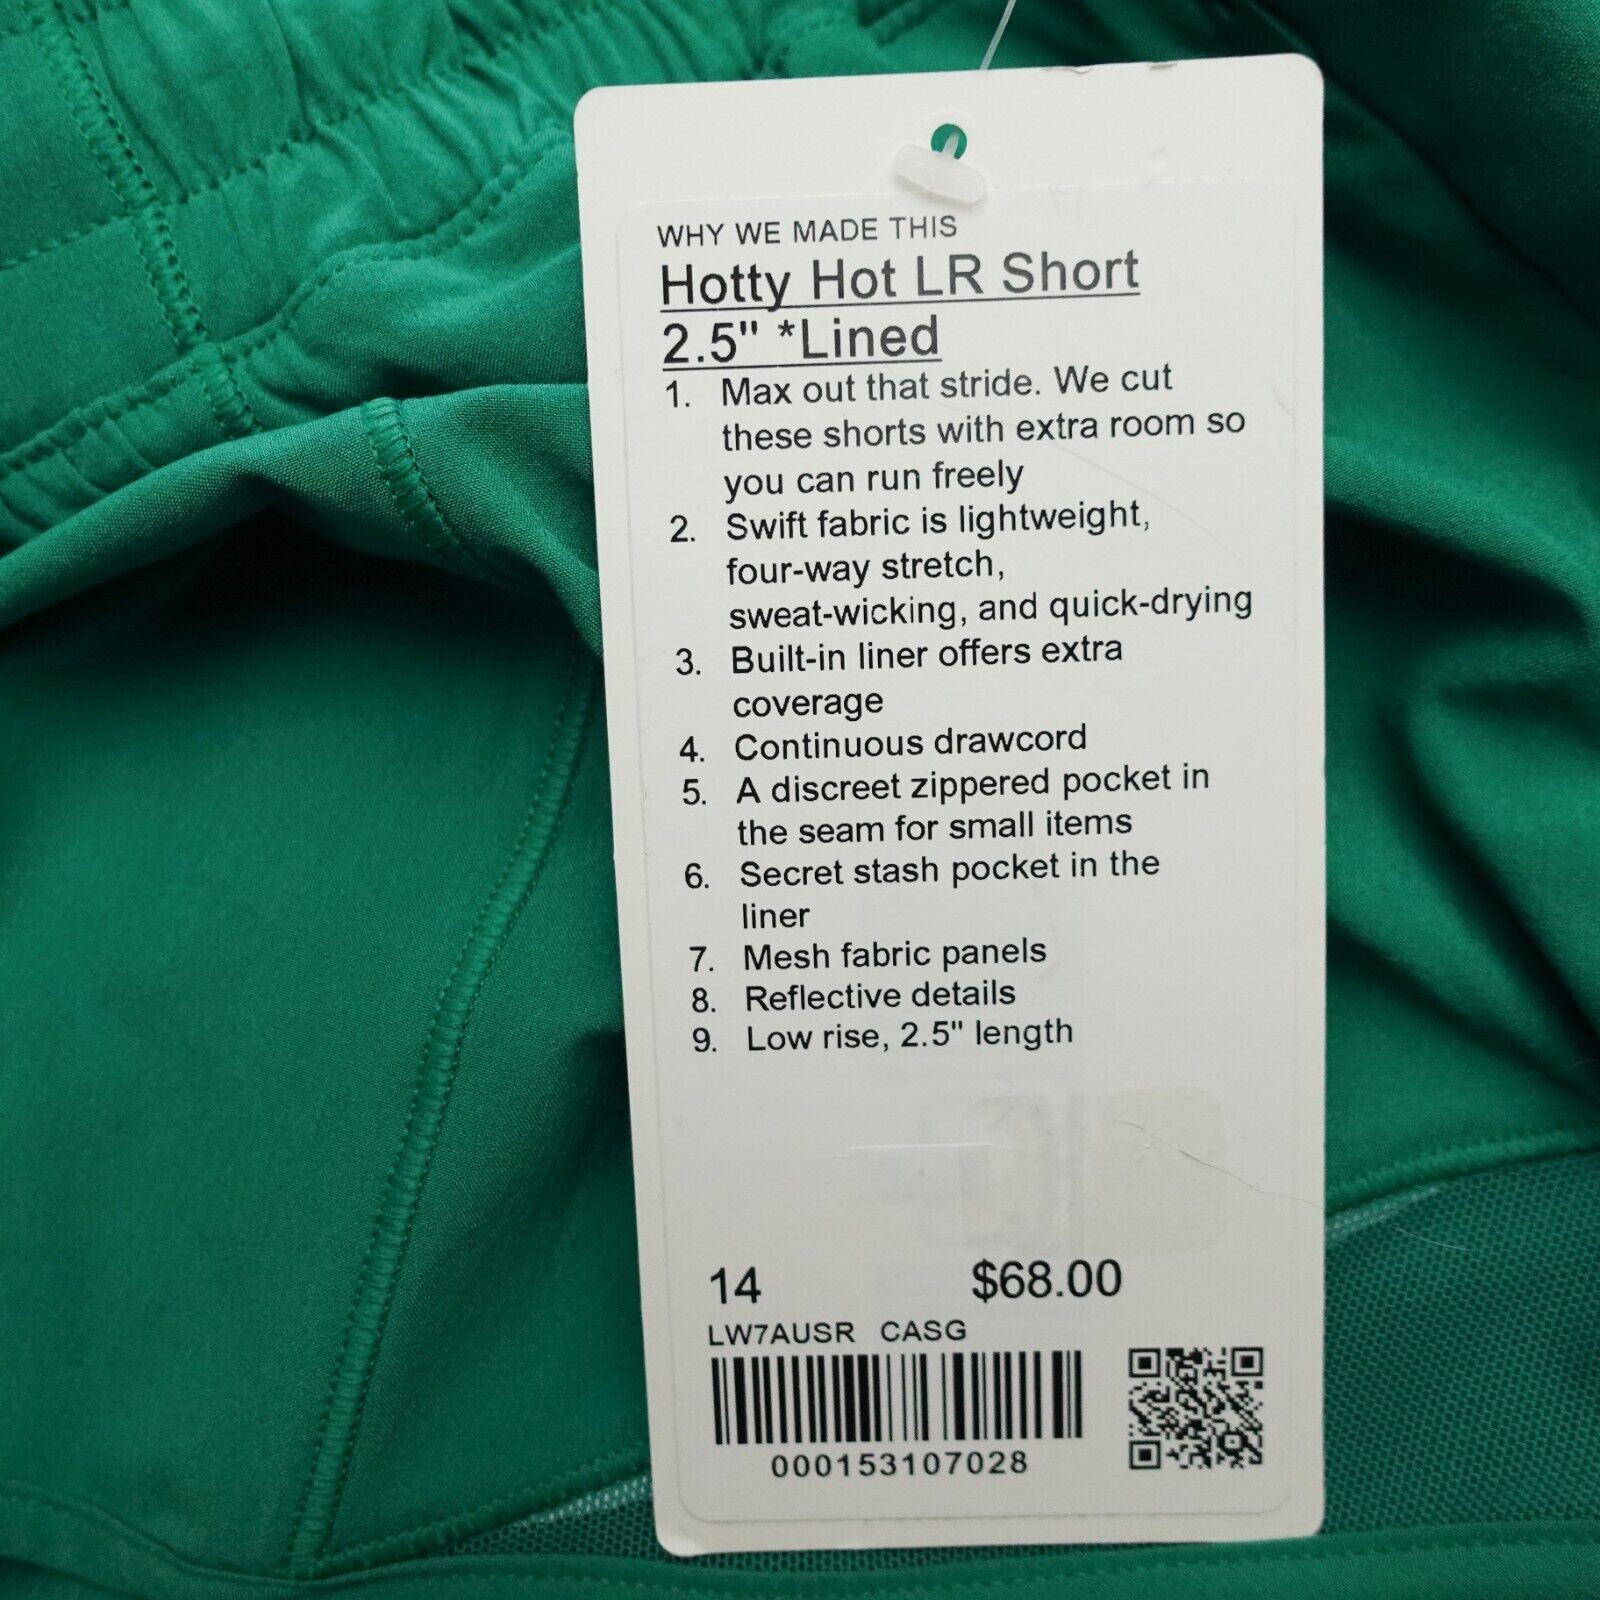 WHY WE MADE THIS
Hotty Hot LR Short
2.5" *Lined
1. Max out that stride. We cut
these shorts with extra room so
you can run freely
2. Swift fabric is lightweight,
four-way stretch,
sweat-wicking, and quick-drying
3. Built-in liner offers extra
coverage
4. Continuous drawcord
5. A discreet zippered pocket in
the seam for small items
6. Secret stash pocket in the
liner
7. Mesh fabric panels
8. Reflective details
9. Low rise, 2.5" length
14 $68.00
LW7AUSR CASG
000153107028